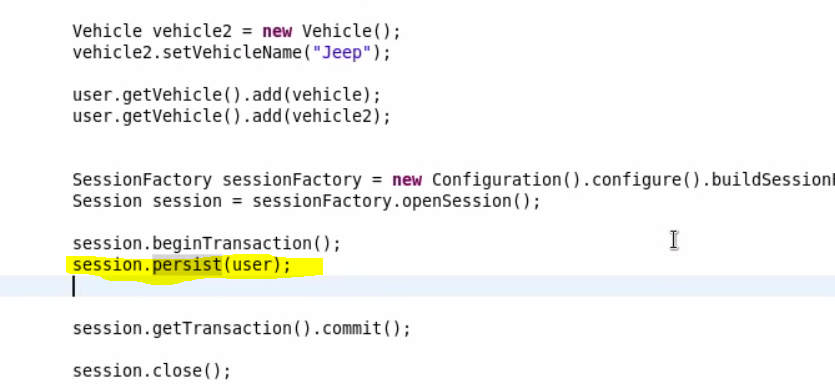 Vehicle vehicle2 = new Vehicle();
vehicle2.setVehicleName("Jeep");
user.getVehicle().add(vehicle);
user.getVehicle().add(vehicle2);
SessionFactory sessionFactory = new Configuration().configure().buildSession
Session session = sessionFactory.openSession();
session.beginTransaction();
session.persist(user);
session.getTransaction().commit();
session.close();